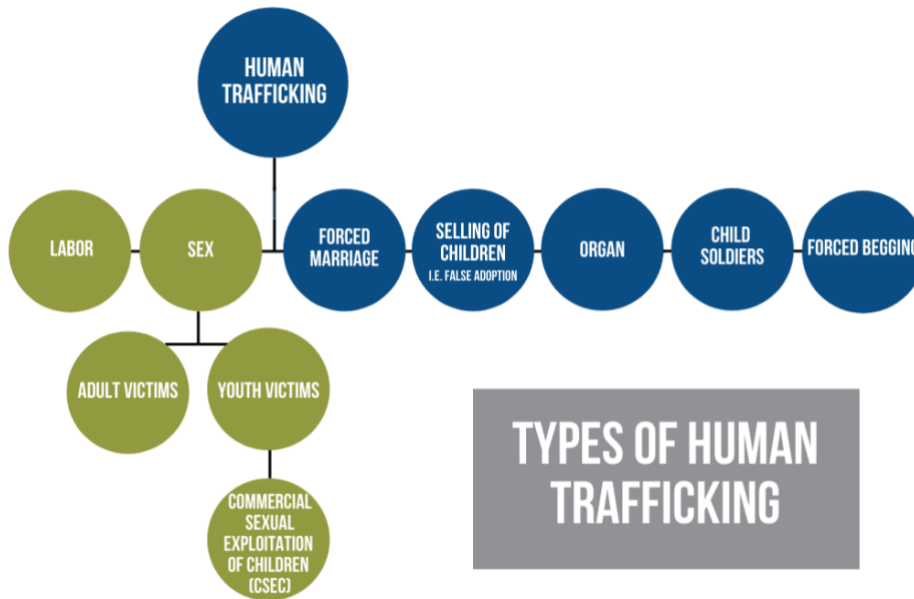 HUMAN
TRAFFICKING
LABOR
SEX
FORCED
MARRIAGE
SELLING OF
CHILDREN
I.E. FALSE ADOPTION
ORGAN
CHILD
SOLDIERS
FORCED BEGGING
ADULT VICTIMS
YOUTH VICTIMS
COMMERCIAL
SEXUAL
EXPLOITATION
OF CHILDREN
(CSEC)
TYPES OF HUMAN
TRAFFICKING